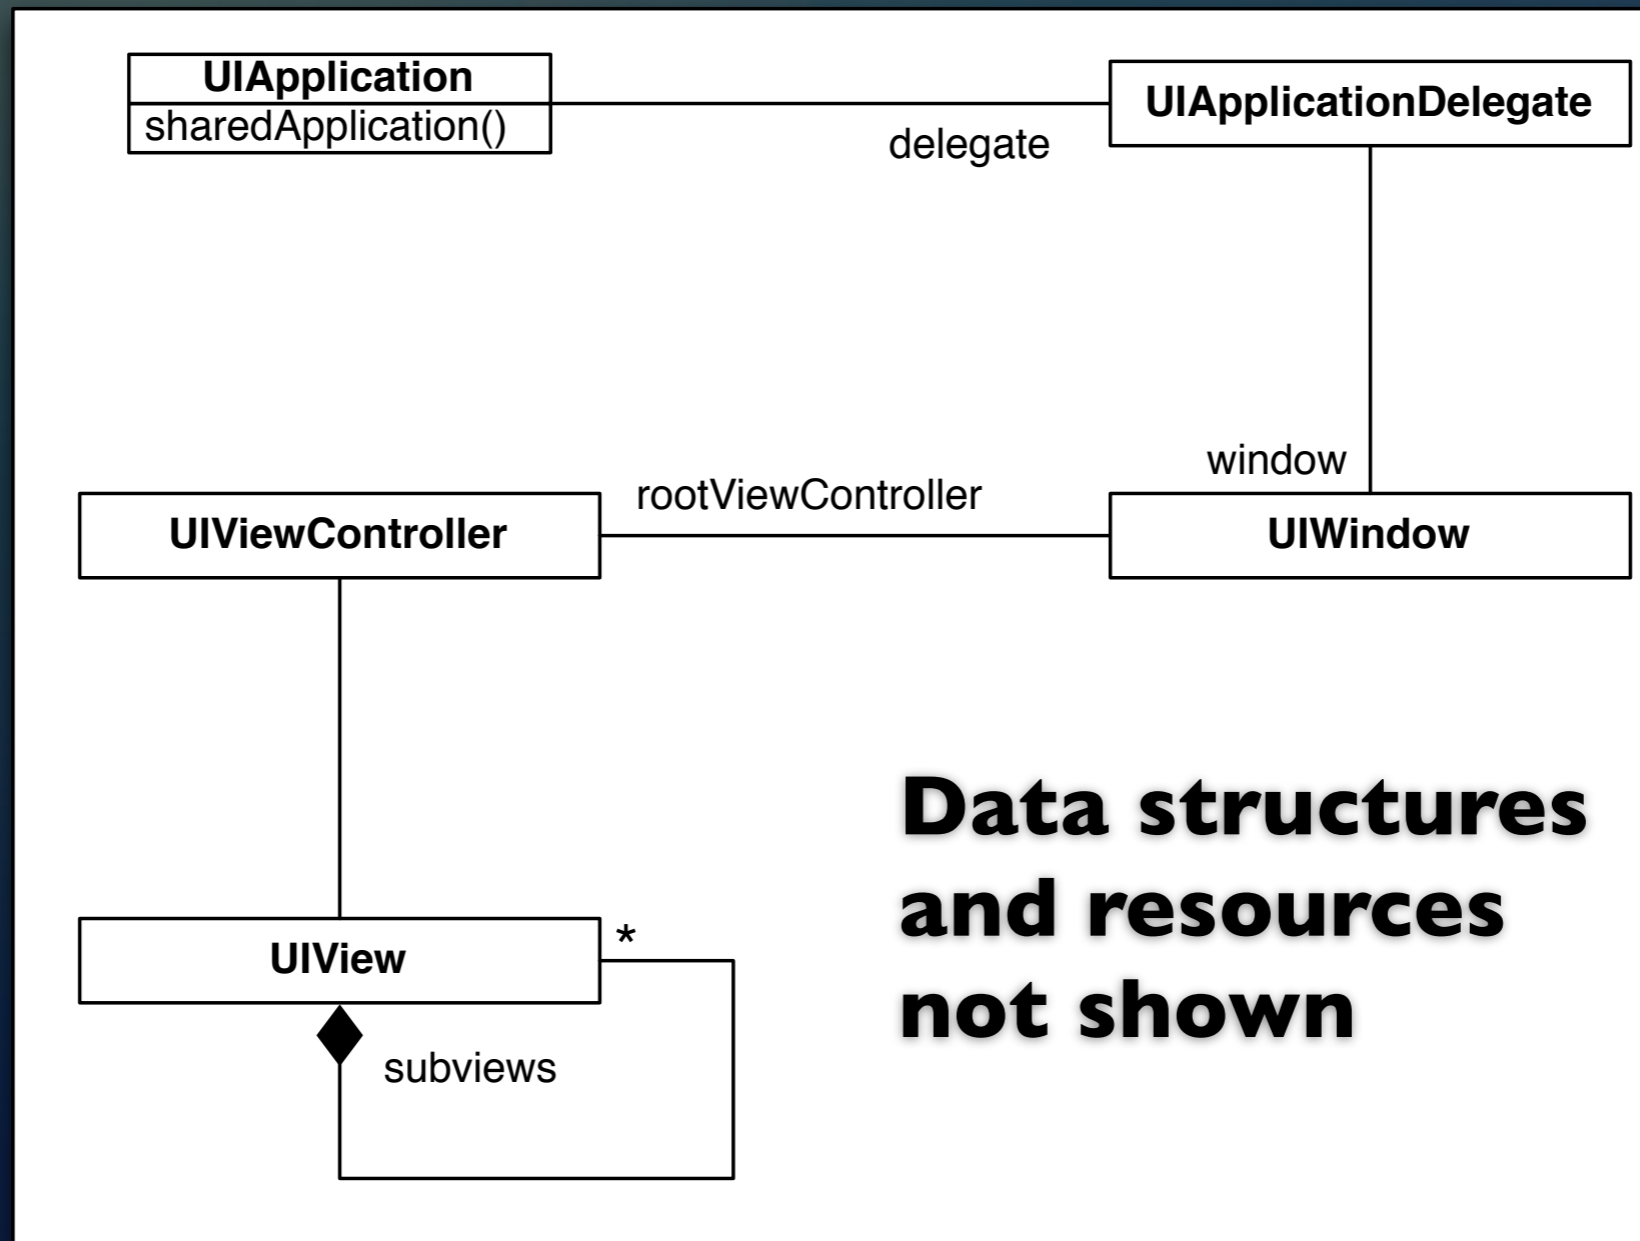 UIApplication
sharedApplication()
UIApplicationDelegate
delegate
window
rootViewController
UIViewController
UIWindow
UIView
*
subviews
Data structures
and resources
not shown